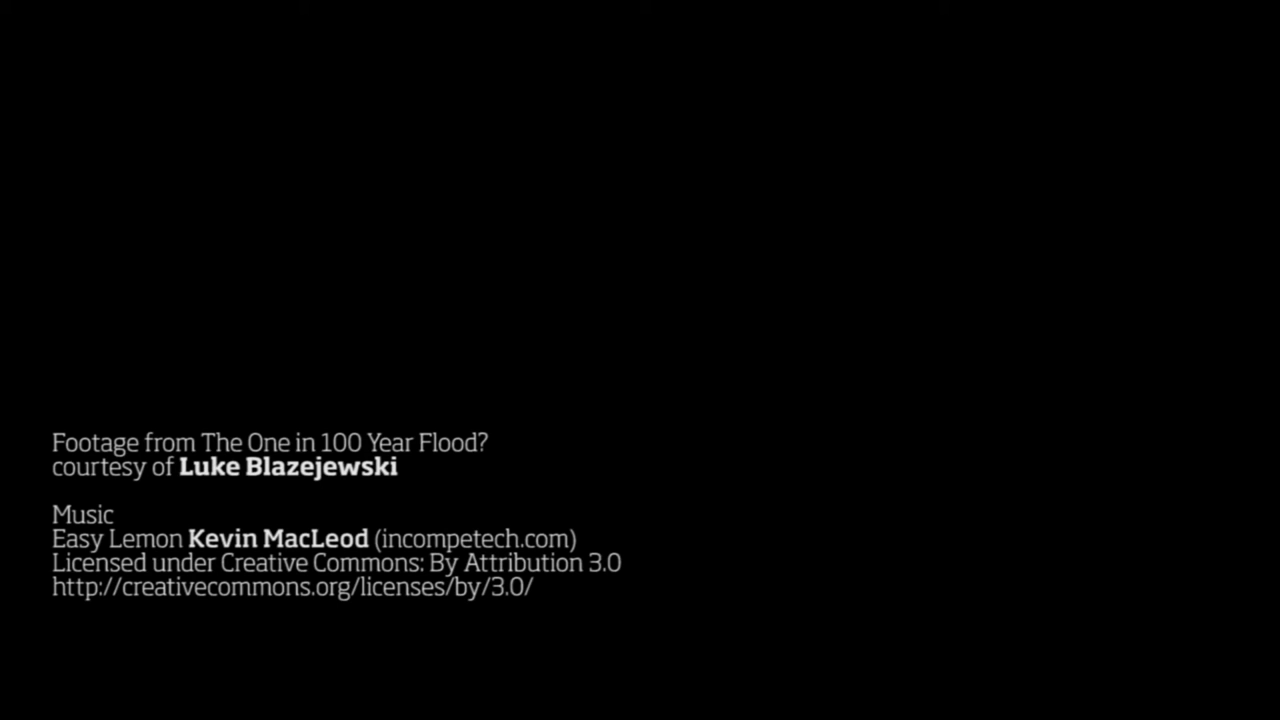 Footage from The One in 100 Year Flood?
courtesy of Luke Blazejewski
Music
Easy Lemon Kevin MacLeod (incompetech.com)
Licensed under Creative Commons: By Attribution 3.0
http://creativecommons.org/licenses/by/3.0/